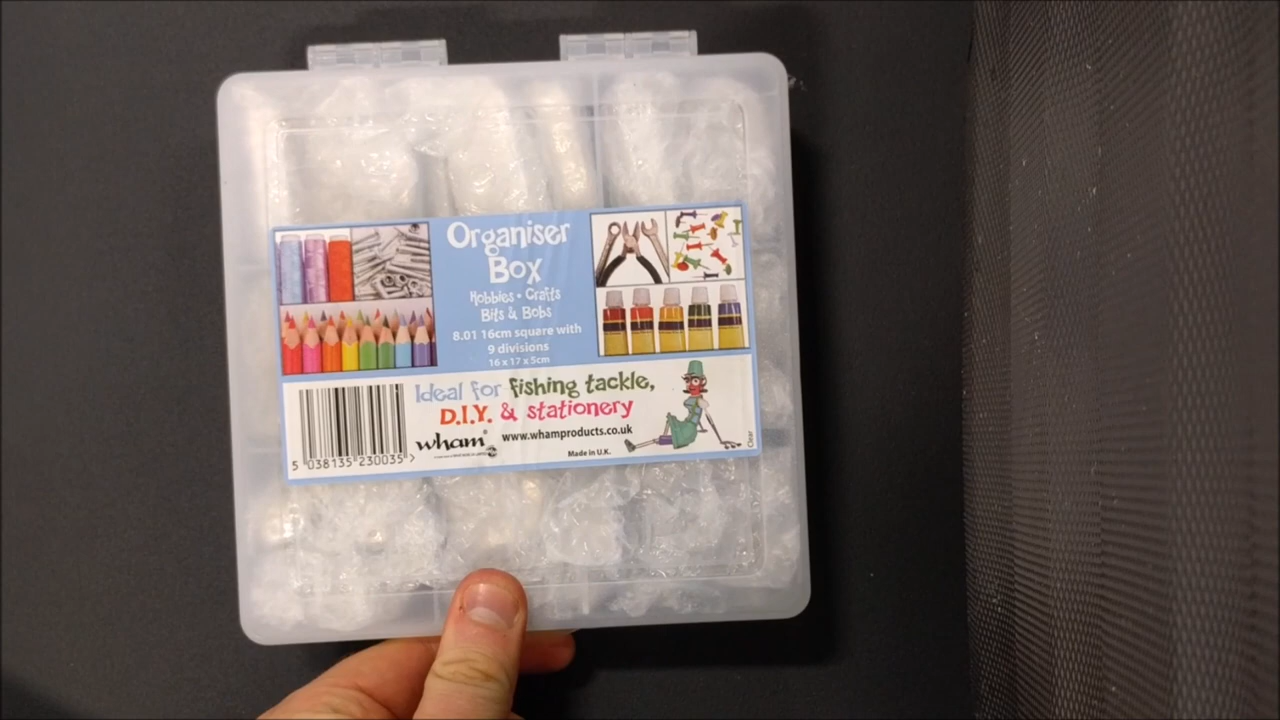 Organiser
Box
Hobbies • Crafts
Bits & Bobs
8.01 16cm square with
9 divisions
16 x 17 x 5cm
Ideal for fishing tackle,
D.I.Y. & stationery
wham® www.whamproducts.co.uk
Made in U.K.
5 038135 230035 >
Clear